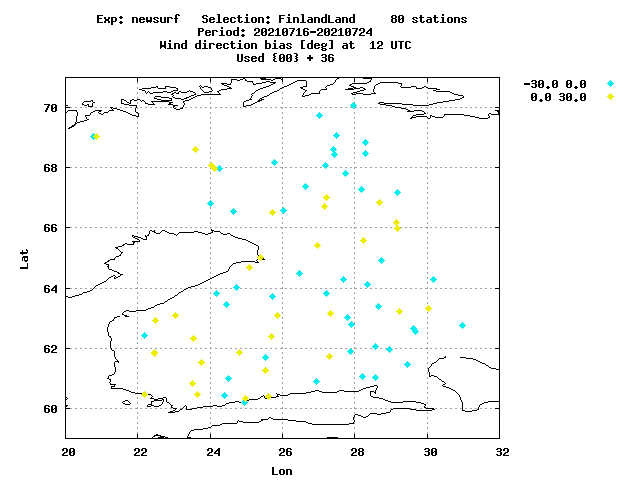 Exp: newsurf Selection: FinlandLand 80 stations
Period: 20210716-20210724
Wind direction bias [deg] at 12 UTC
Used {00} + 36
-30.0 0.0
0.0 30.0
70
68
66
64
62
60
Lat
20 22 24 26 28 30 32
Lon